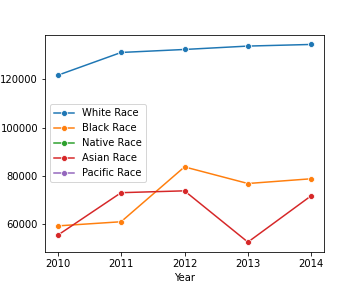 120000
100000
80000
60000
White Race
Black Race
Native Race
Asian Race
Pacific Race
2010 2011 2012 2013 2014
Year